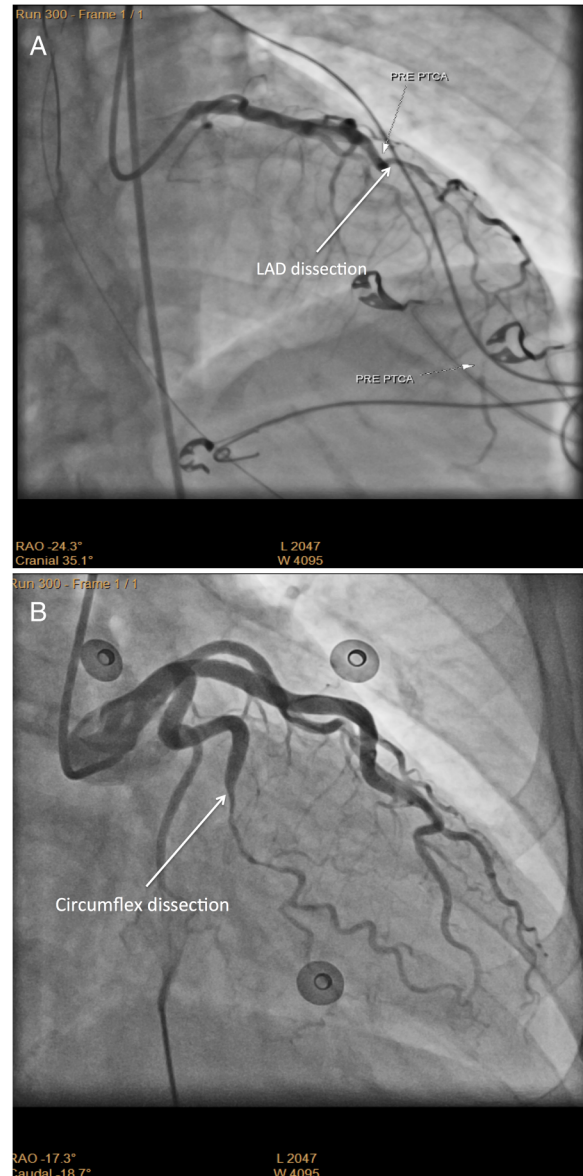 Run 300 - Frame 1 / 1
A
PRE PTCA
LAD dissection
PRE PTCA
RAO -24.3° L 2047
Cranial 35.1° W 4095
Run 300 - Frame 1 / 1
B
Circumflex dissection
RAO -17.3° L 2047
Caudal -18.7° W 4095